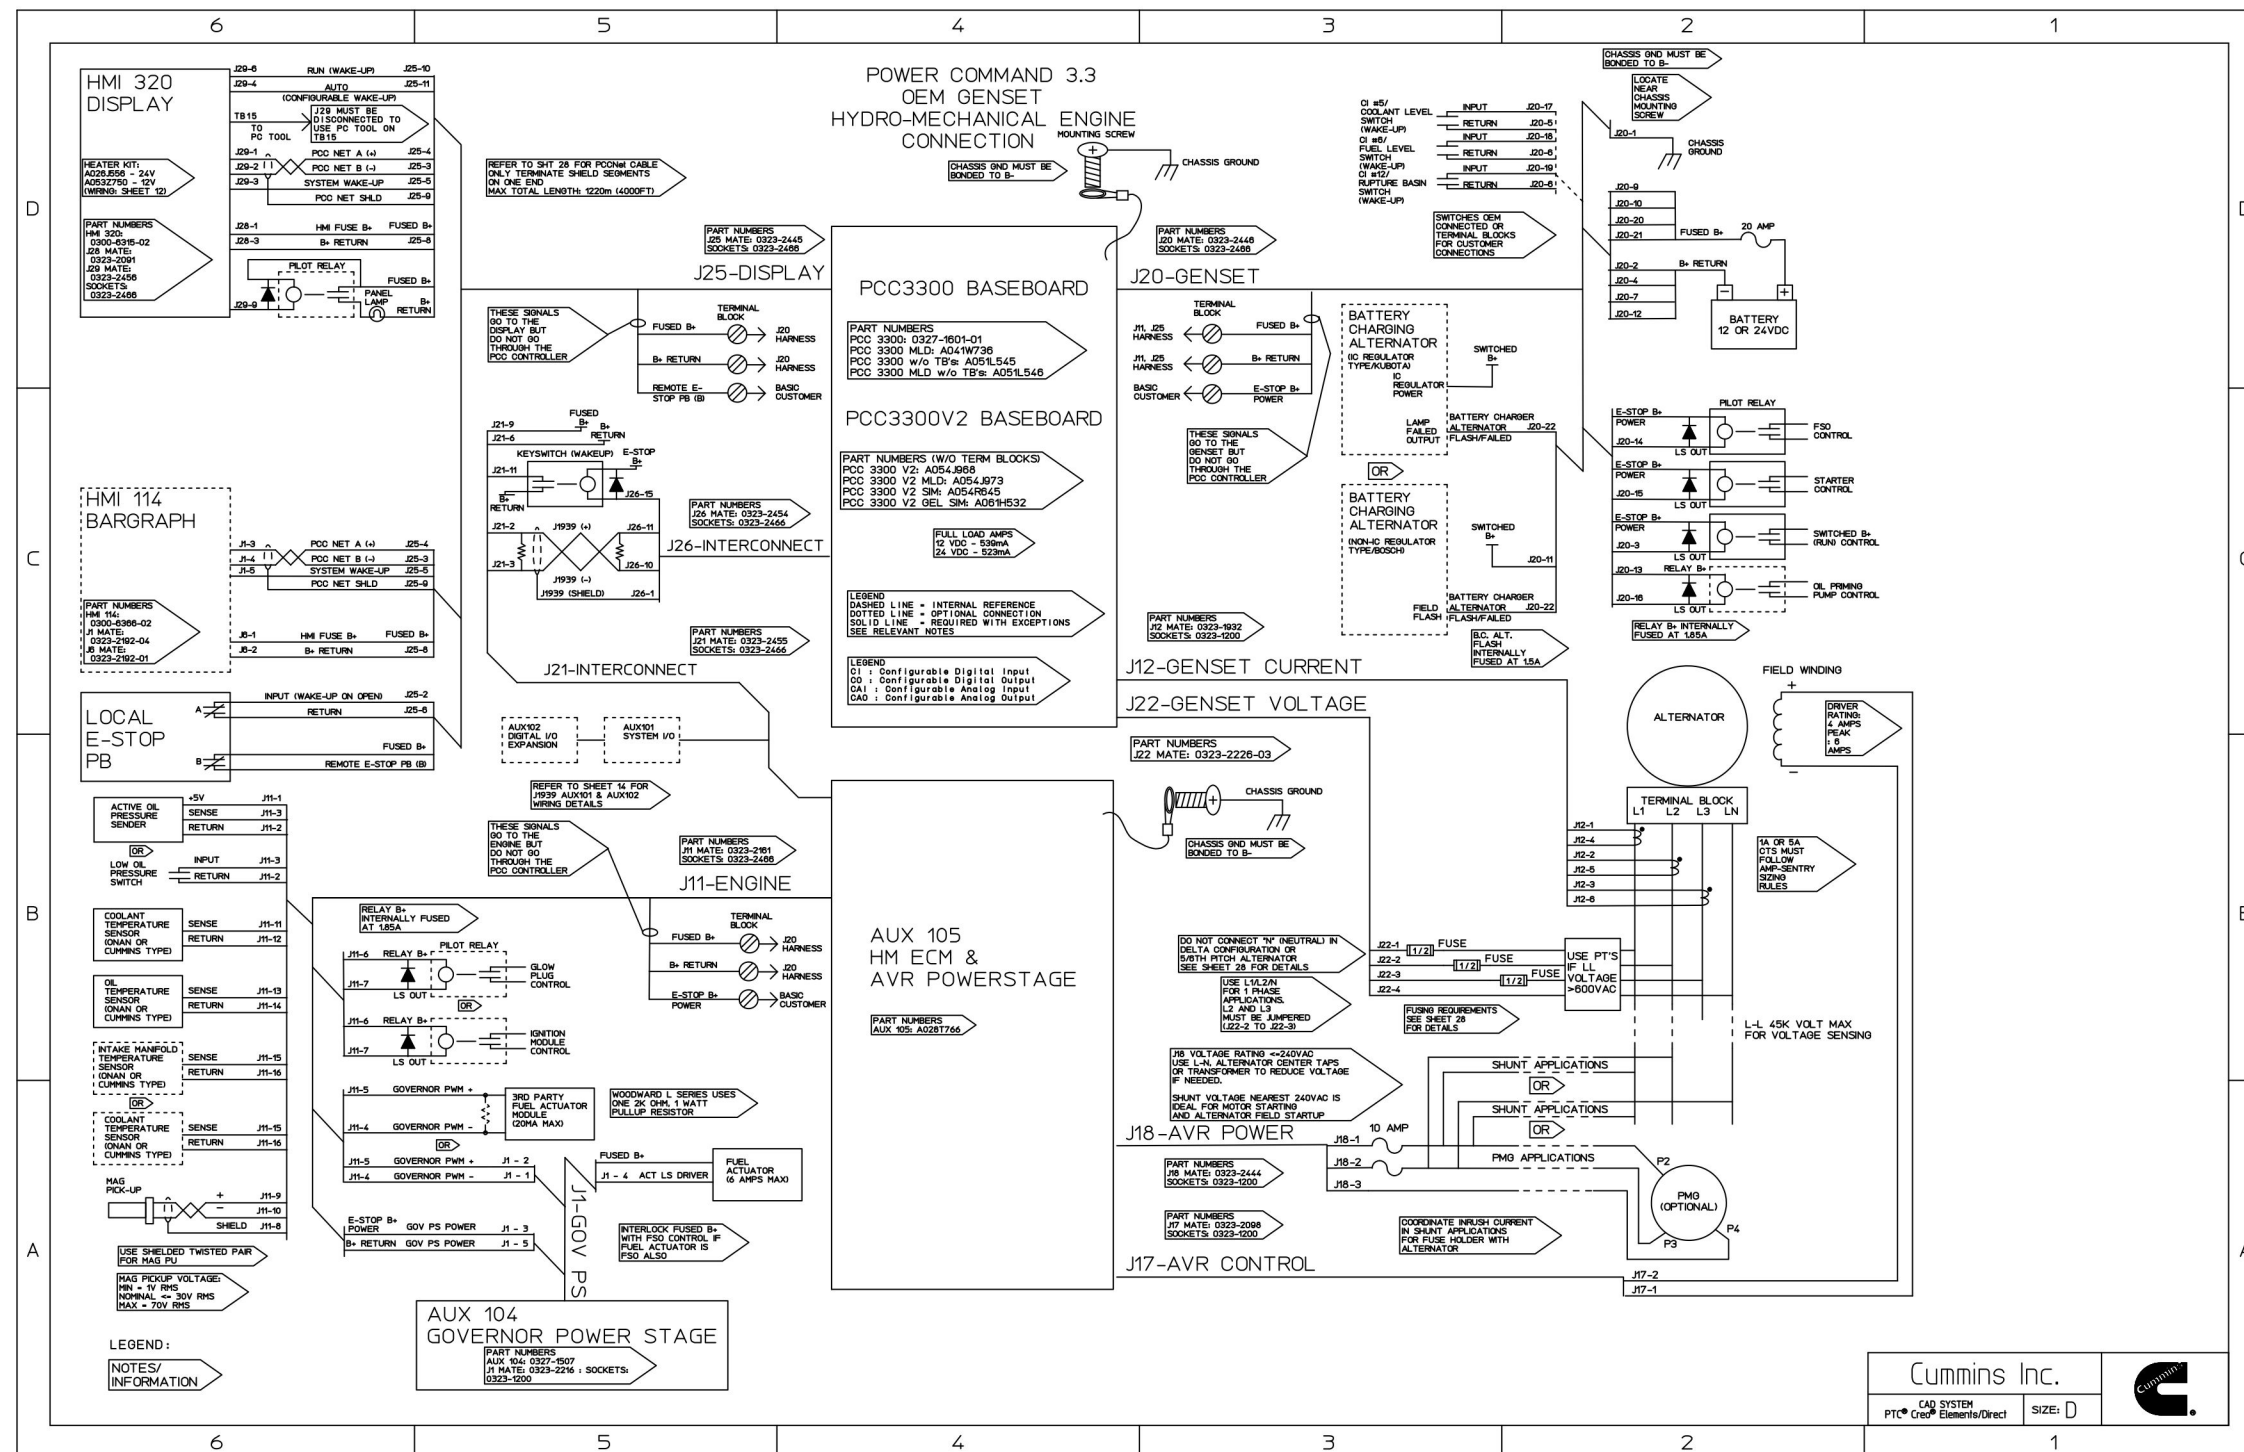 6
5
4
3
2
1
D
C
B
A
HMI 320
DISPLAY
J29-6 RUN (WAKE-UP) J25-10
J29-4 AUTO J25-11
(CONFIGURABLE WAKE-UP)
TB15
TO
PC TOOL
J29 MUST BE
DISCONNECTED TO
USE PC TOOL ON
TB15
J29-1 PCC NET A (+) J25-4
J29-2 PCC NET B (-) J25-3
J29-3 SYSTEM WAKE-UP J25-5
PCC NET SHLD J25-9
J28-1 HMI FUSE B+ FUSED B+
J28-3 B+ RETURN J25-8
PILOT RELAY
FUSED B+
PANEL
LAMP
B+
RETURN
J29-9
HEATER KIT:
A026J556 - 24V
A053Z750 - 12V
(WIRING: SHEET 12)
PART NUMBERS
HMI 320:
0300-6315-02
J28 MATE:
0323-2091
J29 MATE:
0323-2456
SOCKETS:
0323-2466
REFER TO SHT 28 FOR PCCNet CABLE
ONLY TERMINATE SHIELD SEGMENTS
ON ONE END
MAX TOTAL LENGTH: 1220m (4000FT)
POWER COMMAND 3.3
OEM GENSET
HYDRO-MECHANICAL ENGINE
CONNECTION
MOUNTING SCREW
CHASSIS GND MUST BE
BONDED TO B-
CHASSIS GROUND
PART NUMBERS
J25 MATE: 0323-2445
SOCKETS: 0323-2466
J25-DISPLAY
THESE SIGNALS
GO TO THE
DISPLAY BUT
DO NOT GO
THROUGH THE
PCC CONTROLLER
TERMINAL
BLOCK
FUSED B+ J20
HARNESS
B+ RETURN J20
HARNESS
REMOTE E-
STOP PB (B)
BASIC
CUSTOMER
PCC3300 BASEBOARD
PART NUMBERS
PCC 3300: 0327-1601-01
PCC 3300 MLD: A041W736
PCC 3300 w/o TB's: A051L545
PCC 3300 MLD w/o TB's: A051L546
PCC3300V2 BASEBOARD
PART NUMBERS (W/O TERM BLOCKS)
PCC 3300 V2: A054J968
PCC 3300 V2 MLD: A054J973
PCC 3300 V2 SIM: A054R645
PCC 3300 V2 GEL SIM: A061H532
FULL LOAD AMPS
12 VDC - 539mA
24 VDC - 523mA
LEGEND
DASHED LINE = INTERNAL REFERENCE
DOTTED LINE = OPTIONAL CONNECTION
SOLID LINE = REQUIRED WITH EXCEPTIONS
SEE RELEVANT NOTES
LEGEND
CI : Configurable Digital Input
CO : Configurable Digital Output
CAI : Configurable Analog Input
CAO : Configurable Analog Output
PART NUMBERS
J20 MATE: 0323-2446
SOCKETS: 0323-2466
J20-GENSET
CI #5/
COOLANT LEVEL
SWITCH
(WAKE-UP)
INPUT J20-17
RETURN J20-5
CI #6/
FUEL LEVEL
SWITCH
(WAKE-UP)
INPUT J20-18
RETURN J20-6
CI #12/
RUPTURE BASIN
SWITCH
(WAKE-UP)
INPUT J20-19
RETURN J20-6
SWITCHES OEM
CONNECTED OR
TERMINAL BLOCKS
FOR CUSTOMER
CONNECTIONS
CHASSIS GND MUST BE
BONDED TO B-
LOCATE
NEAR
CHASSIS
MOUNTING
SCREW
J20-1
CHASSIS
GROUND
J20-9
J20-10
J20-20
J20-21 FUSED B+ 20 AMP
J20-2 B+ RETURN
J20-4
J20-7
J20-12
- +
BATTERY
12 OR 24VDC
TERMINAL
BLOCK
J11, J25
HARNESS
FUSED B+
J11, J25
HARNESS
B+ RETURN
BASIC
CUSTOMER
E-STOP B+
POWER
THESE SIGNALS
GO TO THE
GENSET BUT
DO NOT GO
THROUGH THE
PCC CONTROLLER
BATTERY
CHARGING
ALTERNATOR
(IC REGULATOR
TYPE/KUBOTA)
IC
REGULATOR
POWER
SWITCHED
B+
LAMP
FAILED
OUTPUT
BATTERY CHARGER
ALTERNATOR J20-22
FLASH/FAILED
OR
BATTERY
CHARGING
ALTERNATOR
(NON-IC REGULATOR
TYPE/BOSCH)
SWITCHED
B+
J20-11
FIELD
FLASH
BATTERY CHARGER
ALTERNATOR J20-22
FLASH/FAILED
B.C. ALT.
FLASH
INTERNALLY
FUSED AT 1.5A
E-STOP B+
POWER
PILOT RELAY
FSO
CONTROL
J20-14
LS OUT
E-STOP B+
POWER
STARTER
CONTROL
J20-15
LS OUT
E-STOP B+
POWER
SWITCHED B+
(RUN) CONTROL
J20-3
LS OUT
J20-13 RELAY B+
OIL PRIMING
PUMP CONTROL
J20-16
LS OUT
RELAY B+ INTERNALLY
FUSED AT 1.85A
HMI 114
BARGRAPH
J1-3 PCC NET A (+) J25-4
J1-4 PCC NET B (-) J25-3
J1-5 SYSTEM WAKE-UP J25-5
PCC NET SHLD J25-9
J6-1 HMI FUSE B+ FUSED B+
J6-2 B+ RETURN J25-8
PART NUMBERS
HMI 114:
0300-6366-02
J1 MATE:
0323-2192-04
J6 MATE:
0323-2192-01
J21-9 FUSED
B+
J21-6 B+
RETURN
KEYSWITCH (WAKEUP)
E-STOP
B+
J21-11
B+
RETURN
J26-15
J21-2 J1939 (+) J26-11
J21-3 J1939 (-) J26-10
J1939 (SHIELD) J26-1
PART NUMBERS
J26 MATE: 0323-2454
SOCKETS: 0323-2466
J26-INTERCONNECT
PART NUMBERS
J21 MATE: 0323-2455
SOCKETS: 0323-2466
J21-INTERCONNECT
LOCAL
E-STOP
PB
A
INPUT (WAKE-UP ON OPEN) J25-2
RETURN J25-6
B
FUSED B+
REMOTE E-STOP PB (B)
AUX102
DIGITAL I/O
EXPANSION
AUX101
SYSTEM I/O
REFER TO SHEET 14 FOR
J1939 AUX101 & AUX102
WIRING DETAILS
PART NUMBERS
J12 MATE: 0323-1932
SOCKETS: 0323-1200
J12-GENSET CURRENT
J22-GENSET VOLTAGE
PART NUMBERS
J22 MATE: 0323-2226-03
CHASSIS GROUND
CHASSIS GND MUST BE
BONDED TO B-
ALTERNATOR
FIELD WINDING
+
-
DRIVER
RATING:
4 AMPS
PEAK
: 6
AMPS
TERMINAL BLOCK
L1 L2 L3 LN
J12-1
J12-4
J12-2
J12-5
J12-3
J12-6
1A OR 5A
CTS MUST
FOLLOW
AMP-SENTRY
SIZING
RULES
ACTIVE OIL
PRESSURE
SENDER
+5V J11-1
SENSE J11-3
RETURN J11-2
OR
LOW OIL
PRESSURE
SWITCH
INPUT J11-3
RETURN J11-2
COOLANT
TEMPERATURE
SENSOR
(ONAN OR
CUMMINS TYPE)
SENSE J11-11
RETURN J11-12
OIL
TEMPERATURE
SENSOR
(ONAN OR
CUMMINS TYPE)
SENSE J11-13
RETURN J11-14
INTAKE MANIFOLD
TEMPERATURE
SENSOR
(ONAN OR
CUMMINS TYPE)
SENSE J11-15
RETURN J11-16
OR
COOLANT
TEMPERATURE
SENSOR
(ONAN OR
CUMMINS TYPE)
SENSE J11-15
RETURN J11-16
MAG
PICK-UP
+ J11-9
- J11-10
SHIELD J11-8
USE SHIELDED TWISTED PAIR
FOR MAG PU
MAG PICKUP VOLTAGE:
MIN = 1V RMS
NOMINAL <= 30V RMS
MAX = 70V RMS
LEGEND:
NOTES/
INFORMATION
THESE SIGNALS
GO TO THE
ENGINE BUT
DO NOT GO
THROUGH THE
PCC CONTROLLER
PART NUMBERS
J11 MATE: 0323-2161
SOCKETS: 0323-2466
J11-ENGINE
TERMINAL
BLOCK
FUSED B+ J20
HARNESS
B+ RETURN J20
HARNESS
E-STOP B+
POWER
BASIC
CUSTOMER
RELAY B+
INTERNALLY FUSED
AT 1.85A
PILOT RELAY
J11-6 RELAY B+
GLOW
PLUG
CONTROL
J11-7
LS OUT
OR
J11-6 RELAY B+
IGNITION
MODULE
CONTROL
J11-7
LS OUT
J11-5 GOVERNOR PWM +
J11-4 GOVERNOR PWM -
3RD PARTY
FUEL ACTUATOR
MODULE
(20MA MAX)
WOODWARD L SERIES USES
ONE 2K OHM, 1 WATT
PULLUP RESISTOR
OR
J11-5 GOVERNOR PWM + J1 - 2
J11-4 GOVERNOR PWM - J1 - 1
FUSED B+
J1 - 4 ACT LS DRIVER
FUEL
ACTUATOR
(6 AMPS MAX)
E-STOP B+
POWER GOV PS POWER J1 - 3
B+ RETURN GOV PS POWER J1 - 5
J1-GOV PS
INTERLOCK FUSED B+
WITH FSO CONTROL IF
FUEL ACTUATOR IS
FSO ALSO
AUX 104
GOVERNOR POWER STAGE
PART NUMBERS
AUX 104: 0327-1507
J1 MATE: 0323-2216 : SOCKETS:
0323-1200
AUX 105
HM ECM &
AVR POWERSTAGE
PART NUMBERS
AUX 105: A028T766
DO NOT CONNECT "N" (NEUTRAL) IN
DELTA CONFIGURATION OR
5/6TH PITCH ALTERNATOR
SEE SHEET 28 FOR DETAILS
USE L1/L2/N
FOR 1 PHASE
APPLICATIONS.
L2 AND L3
MUST BE JUMPERED
(J22-2 TO J22-3)
J22-1 1/2 FUSE
J22-2 1/2 FUSE
J22-3 1/2 FUSE
J22-4
USE PT'S
IF LL
VOLTAGE
>600VAC
FUSING REQUIREMENTS
SEE SHEET 28
FOR DETAILS
L-L 45K VOLT MAX
FOR VOLTAGE SENSING
J18 VOLTAGE RATING <=240VAC
USE L-N, ALTERNATOR CENTER TAPS
OR TRANSFORMER TO REDUCE VOLTAGE
IF NEEDED.
SHUNT VOLTAGE NEAREST 240VAC IS
IDEAL FOR MOTOR STARTING
AND ALTERNATOR FIELD STARTUP
SHUNT APPLICATIONS
OR
SHUNT APPLICATIONS
OR
PMG APPLICATIONS
J18-AVR POWER
J18-1 10 AMP
J18-2
J18-3
PART NUMBERS
J18 MATE: 0323-2444
SOCKETS: 0323-1200
PART NUMBERS
J17 MATE: 0323-2098
SOCKETS: 0323-1200
COORDINATE INRUSH CURRENT
IN SHUNT APPLICATIONS
FOR FUSE HOLDER WITH
ALTERNATOR
P2
PMG
(OPTIONAL)
P3
P4
J17-AVR CONTROL
J17-2
J17-1
Cummins Inc.
CAD SYSTEM
PTC® Creo® Elements/Direct
SIZE: D
Cummins
®
6
5
4
3
2
1